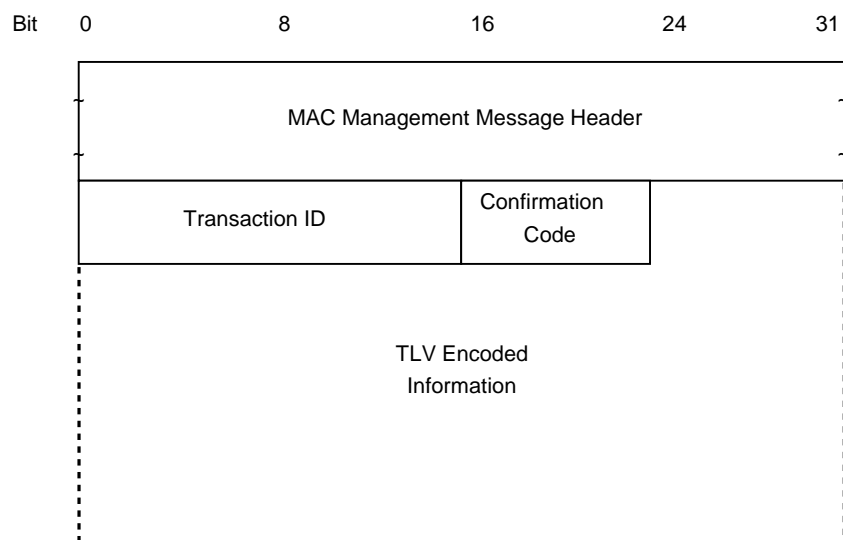 Bit 0 8 16 24 31
~ ~
MAC Management Message Header
~ ~
Transaction ID
Confirmation
Code
TLV Encoded
Information